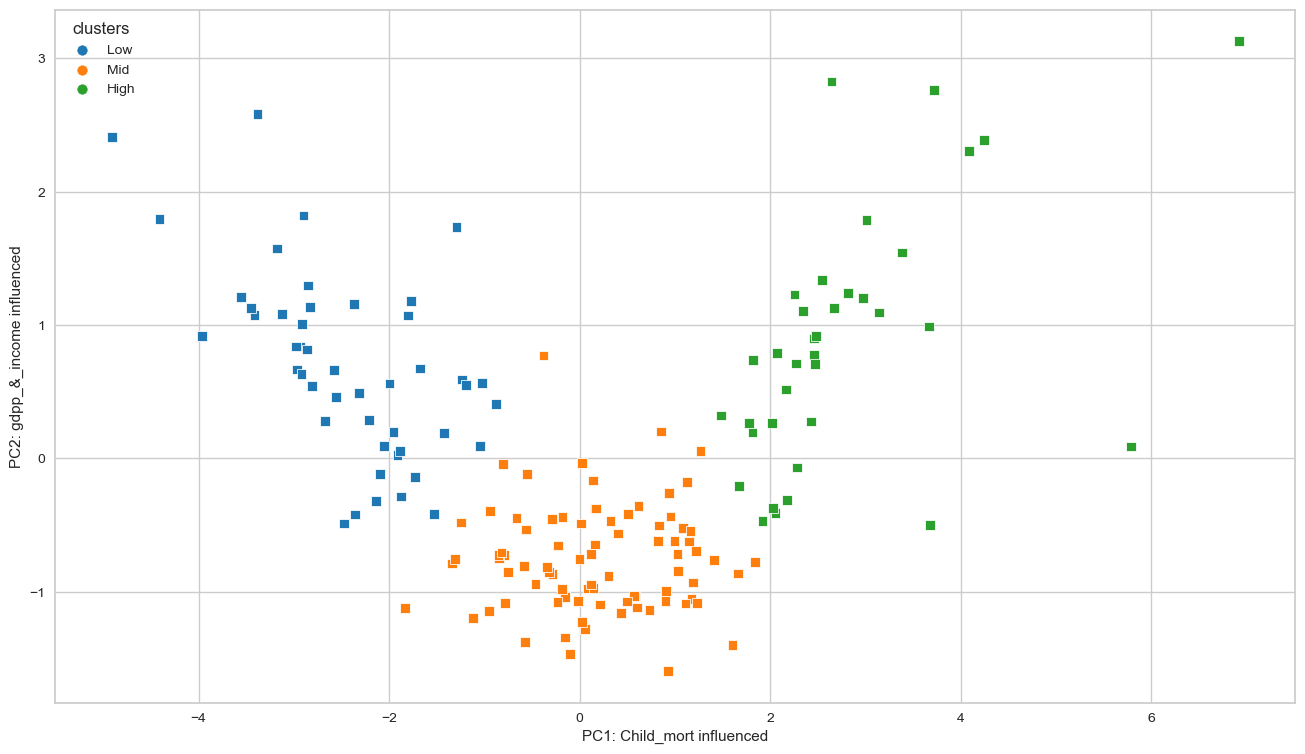 clusters
Low
Mid
High
3
2
1
0
−1
PC2: gdpp_&_income influenced
−4
−2
0
2
4
6
PC1: Child_mort influenced